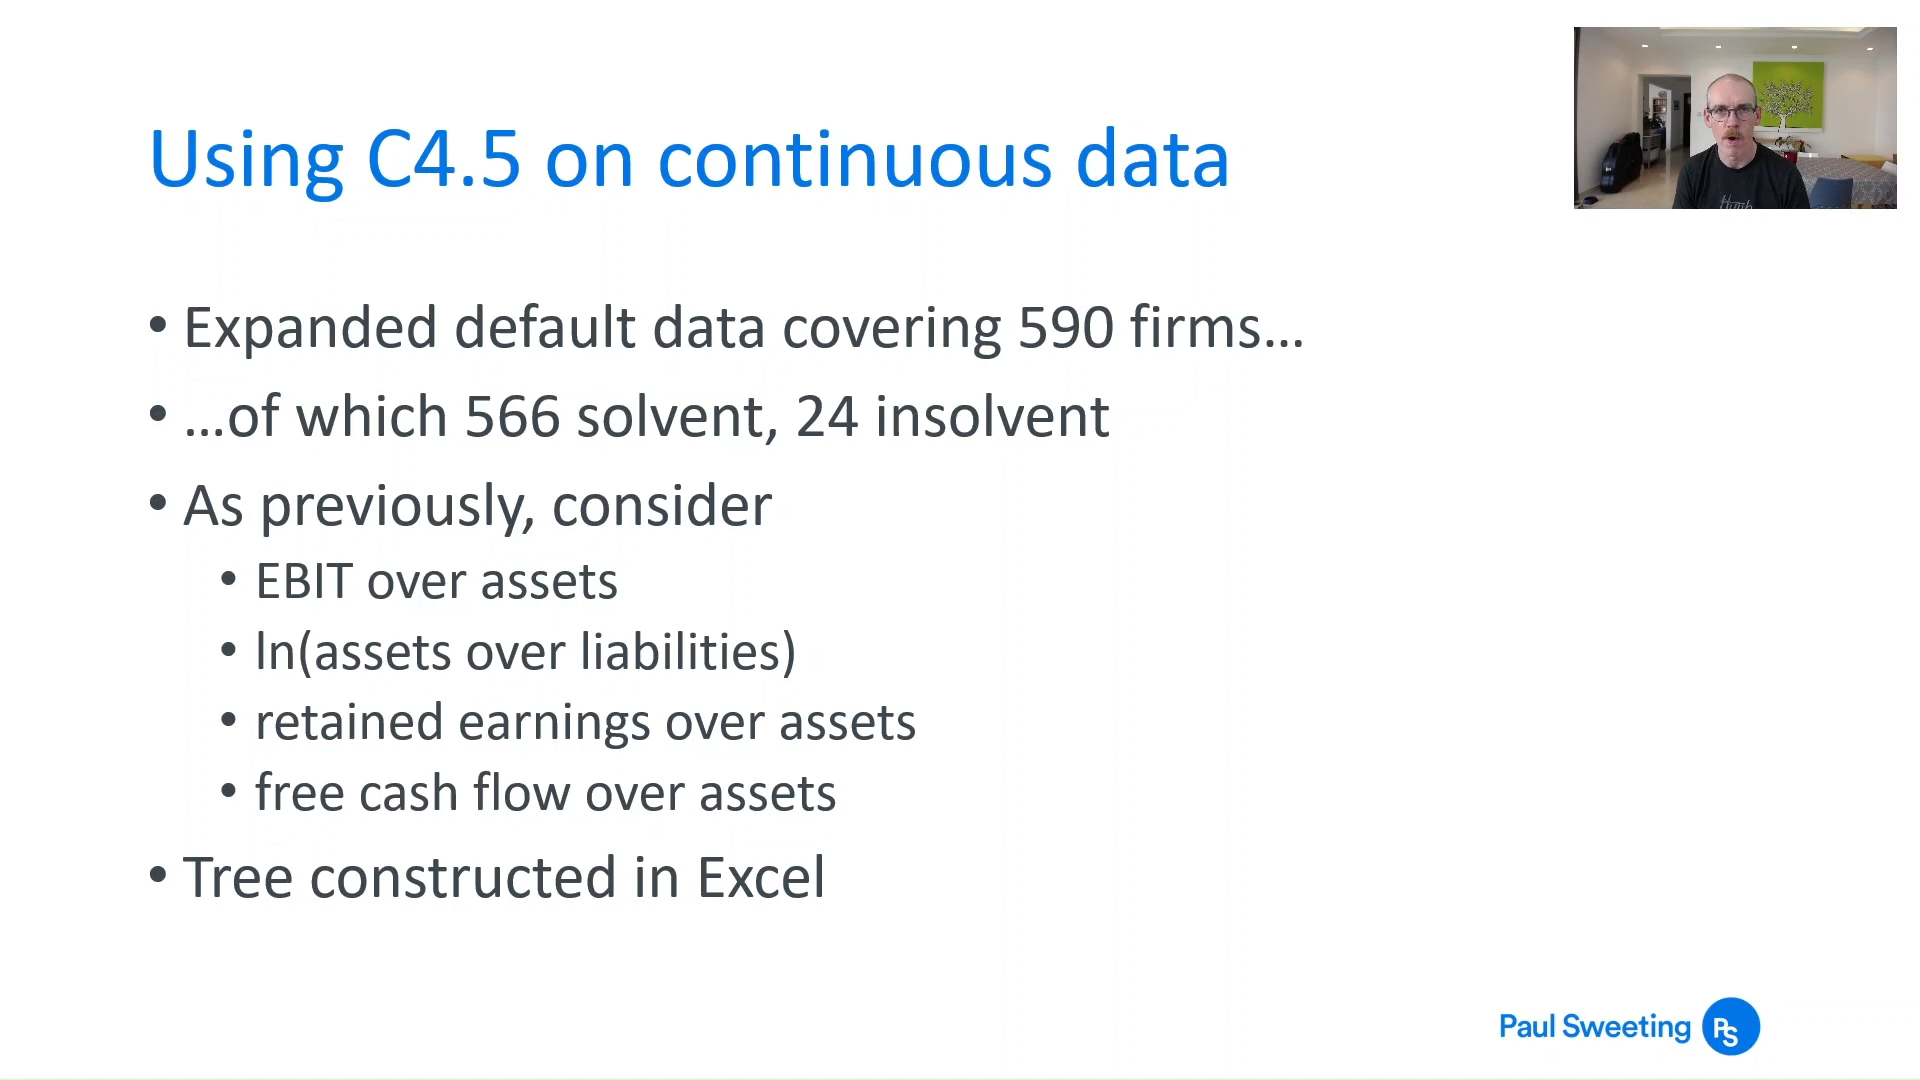 Using C4.5 on continuous data
• Expanded default data covering 590 firms…
• …of which 566 solvent, 24 insolvent
• As previously, consider
• EBIT over assets
• ln(assets over liabilities)
• retained earnings over assets
• free cash flow over assets
• Tree constructed in Excel
Paul Sweeting PS